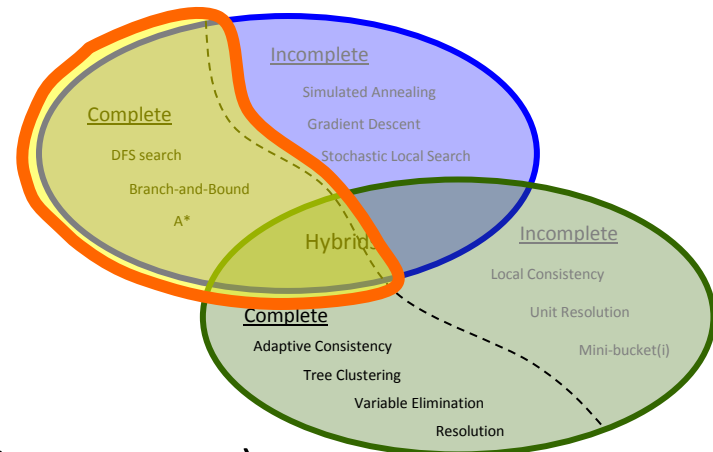 Incomplete
Simulated Annealing
Gradient Descent
Stochastic Local Search
Complete
DFS search
Branch-and-Bound
A*
Hybrids
Incomplete
Local Consistency
Unit Resolution
Mini-bucket(i)
Complete
Adaptive Consistency
Tree Clustering
Variable Elimination
Resolution